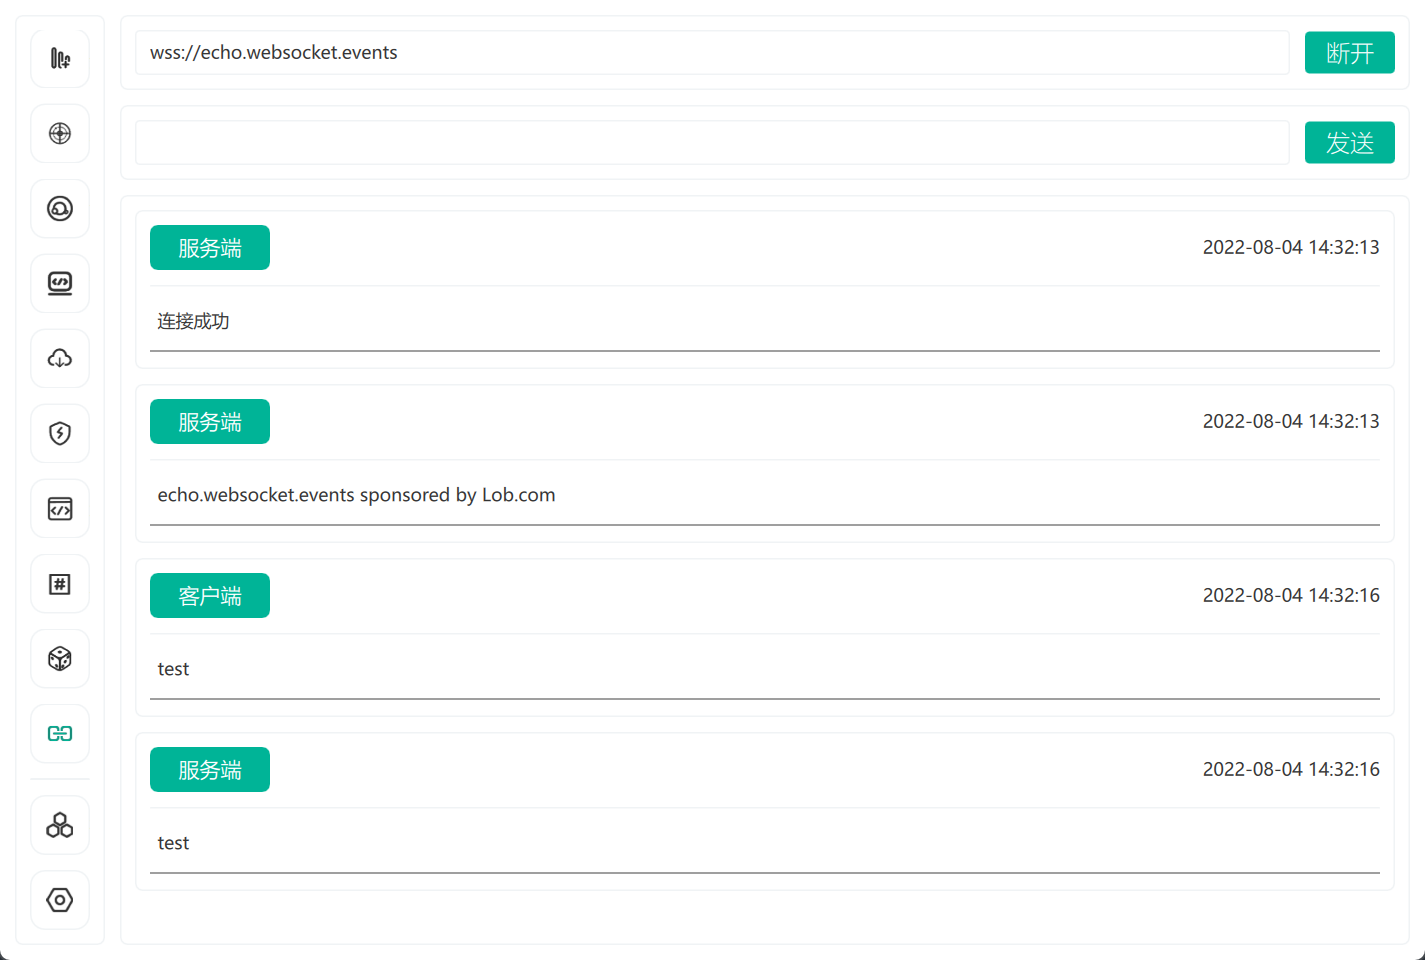 wss://echo.websocket.events
断开
发送
服务端
2022-08-04 14:32:13
连接成功
服务端
2022-08-04 14:32:13
echo.websocket.events sponsored by Lob.com
客户端
2022-08-04 14:32:16
test
服务端
2022-08-04 14:32:16
test